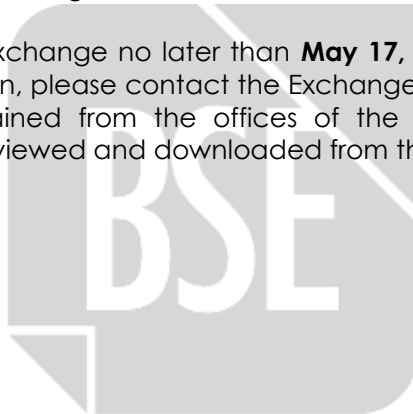 xchange no later than May 17,
n, please contact the Exchange
ained from the offices of the
viewed and downloaded from th
BSE